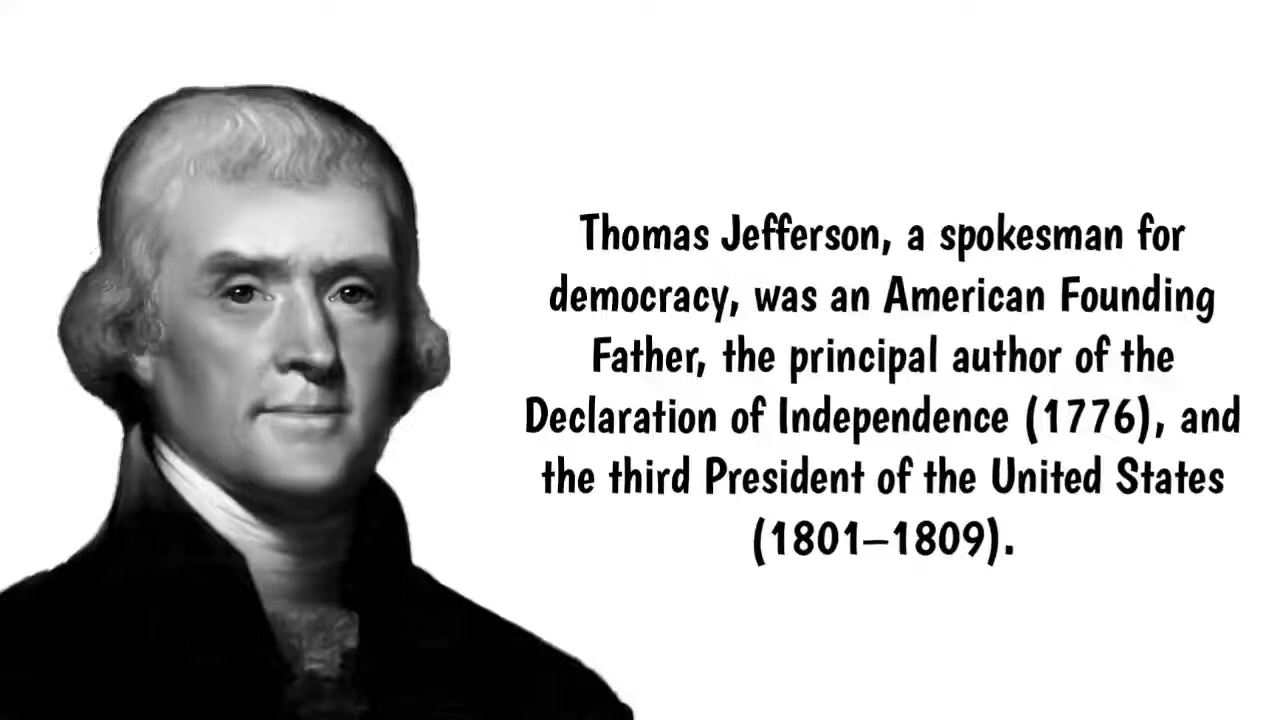 Thomas Jefferson, a spokesman for
democracy, was an American Founding
Father, the principal author of the
Declaration of Independence (1776), and
the third President of the United States
(1801–1809).